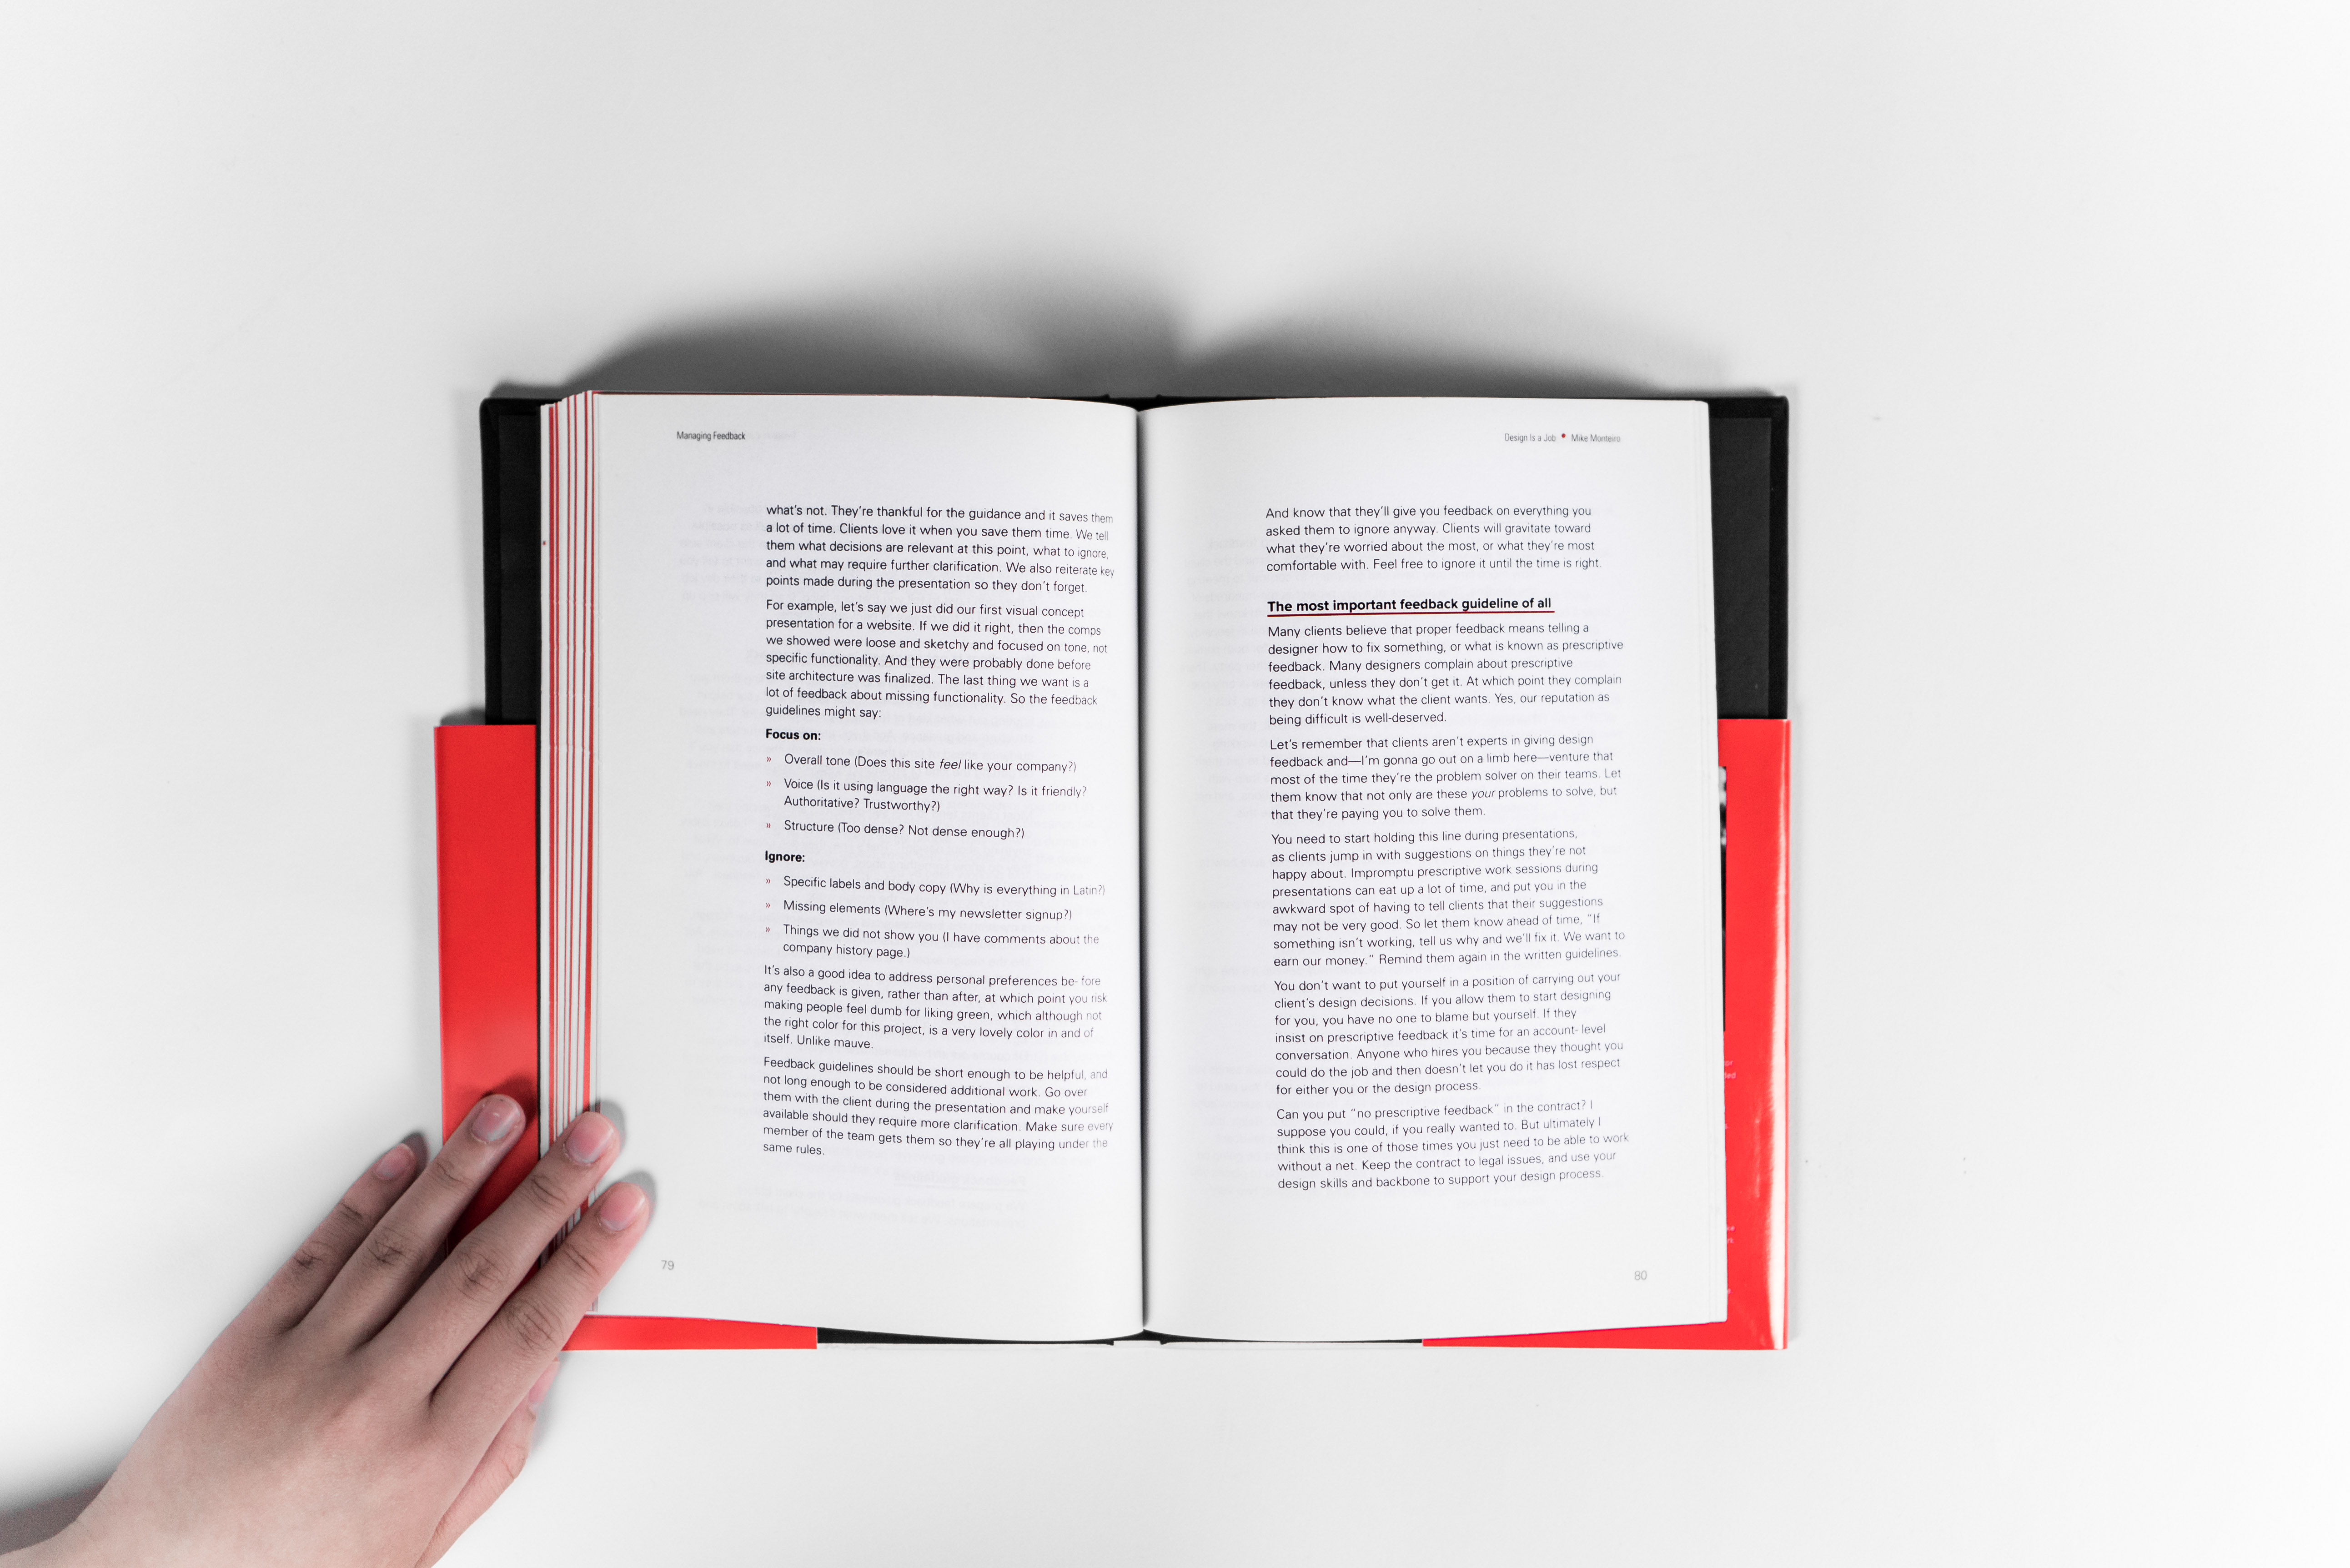 Managing Feedback
what's not. They're thankful for the guidance and it saves them
a lot of time. Clients love it when you save them time. We tell
them what decisions are relevant at this point, what to ignore,
and what may require further clarification. We also reiterate key
points made during the presentation so they don't forget.
For example, let's say we just did our first visual concept
presentation for a website. If we did it right, then the comps
we showed were loose and sketchy and focused on tone, not
specific functionality. And they were probably done before
site architecture was finalized. The last thing we want is a
lot of feedback about missing functionality. So the feedback
guidelines might say:
Focus on:
» Overall tone (Does this site feel like your company?)
» Voice (Is it using language the right way? Is it friendly?
Authoritative? Trustworthy?)
» Structure (Too dense? Not dense enough?)
Ignore:
» Specific labels and body copy (Why is everything in Latin?)
» Missing elements (Where's my newsletter signup?)
» Things we did not show you (I have comments about the
company history page.)
It's also a good idea to address personal preferences be- fore
any feedback is given, rather than after, at which point you risk
making people feel dumb for liking green, which although not
the right color for this project, is a very lovely color in and of
itself. Unlike mauve.
Feedback guidelines should be short enough to be helpful, and
not long enough to be considered additional work. Go over
them with the client during the presentation and make yourself
available should they require more clarification. Make sure every
member of the team gets them so they're all playing under the
same rules.
79
Design Is a Job • Mike Monteiro
And know that they'll give you feedback on everything you
asked them to ignore anyway. Clients will gravitate toward
what they're worried about the most, or what they're most
comfortable with. Feel free to ignore it until the time is right.
The most important feedback guideline of all
Many clients believe that proper feedback means telling a
designer how to fix something, or what is known as prescriptive
feedback. Many designers complain about prescriptive
feedback, unless they don't get it. At which point they complain
they don't know what the client wants. Yes, our reputation as
being difficult is well-deserved.
Let's remember that clients aren't experts in giving design
feedback and—I'm gonna go out on a limb here—venture that
most of the time they're the problem solver on their teams. Let
them know that not only are these your problems to solve, but
that they're paying you to solve them.
You need to start holding this line during presentations,
as clients jump in with suggestions on things they're not
happy about. Impromptu prescriptive work sessions during
presentations can eat up a lot of time, and put you in the
awkward spot of having to tell clients that their suggestions
may not be very good. So let them know ahead of time, "If
something isn't working, tell us why and we'll fix it. We want to
earn our money." Remind them again in the written guidelines.
You don't want to put yourself in a position of carrying out your
client's design decisions. If you allow them to start designing
for you, you have no one to blame but yourself. If they
insist on prescriptive feedback it's time for an account- level
conversation. Anyone who hires you because they thought you
could do the job and then doesn't let you do it has lost respect
for either you or the design process.
Can you put "no prescriptive feedback" in the contract? I
suppose you could, if you really wanted to. But ultimately I
think this is one of those times you just need to be able to work
without a net. Keep the contract to legal issues, and use your
design skills and backbone to support your design process.
80